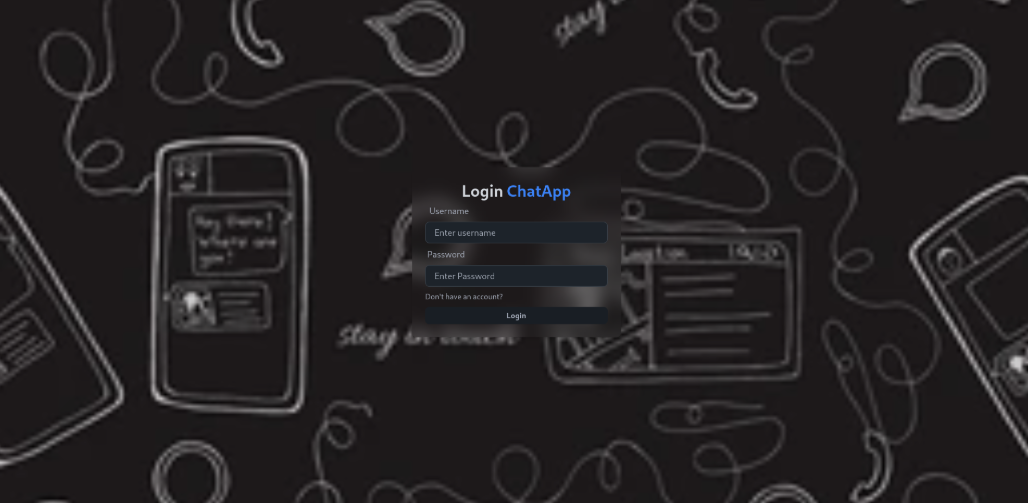 stay
Hey there!
Where are
you?
Login ChatApp
Username
Enter username
Password
Enter Password
Don't have an account?
Login
stay in touch